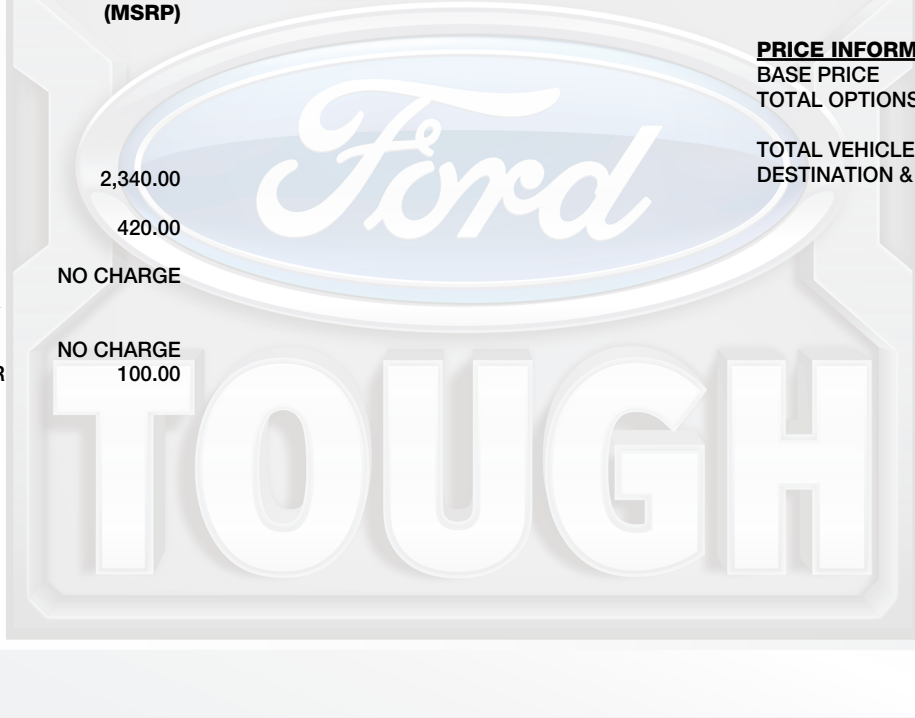 (MSRP)
2,340.00
420.00
NO CHARGE
NO CHARGE
R 100.00
PRICE INFORM
BASE PRICE
TOTAL OPTIONS
TOTAL VEHICLE
DESTINATION &
Ford
TOUGH